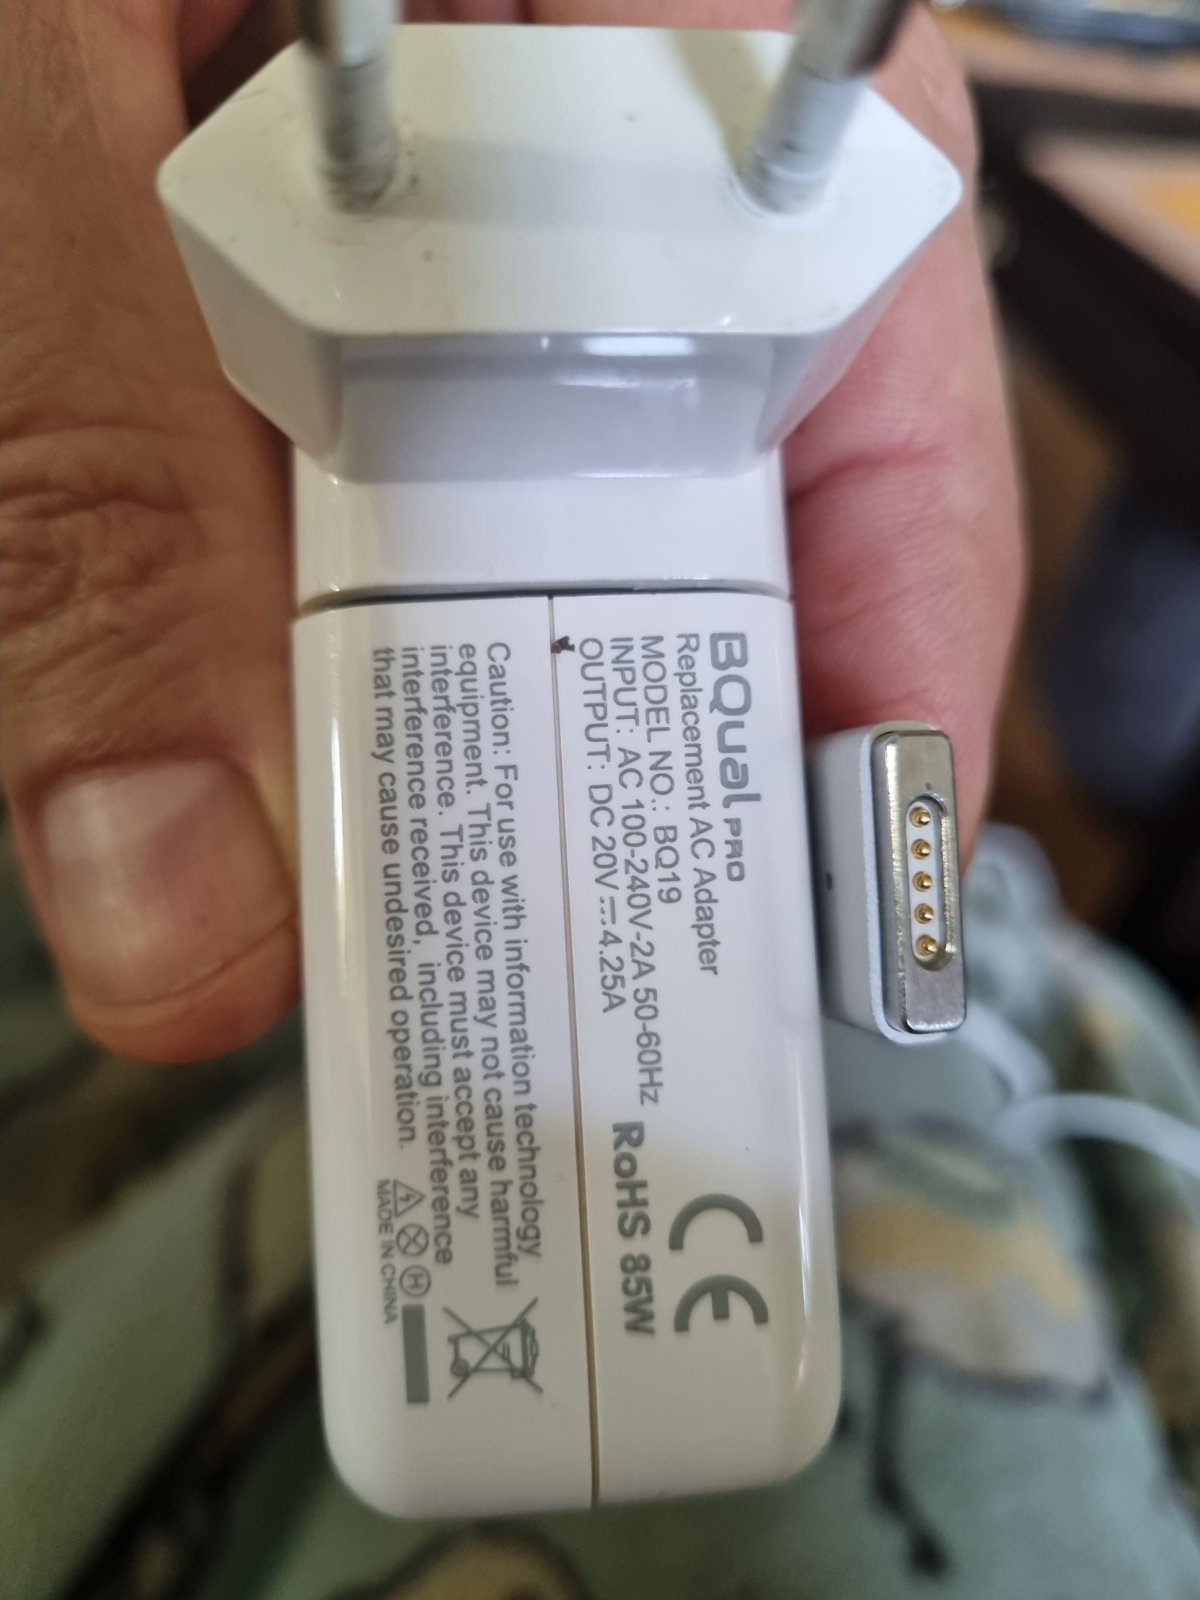 BQual PRO
Replacement AC Adapter
MODEL NO.: BQ19
INPUT: AC 100-240V-2A 50-60Hz
OUTPUT: DC 20V⎓4.25A
RoHS 85W
CE
Caution: For use with information technology
equipment. This device may not cause harmful
interference. This device must accept any
interference received, including interference
that may cause undesired operation.
H
MADE IN CHINA